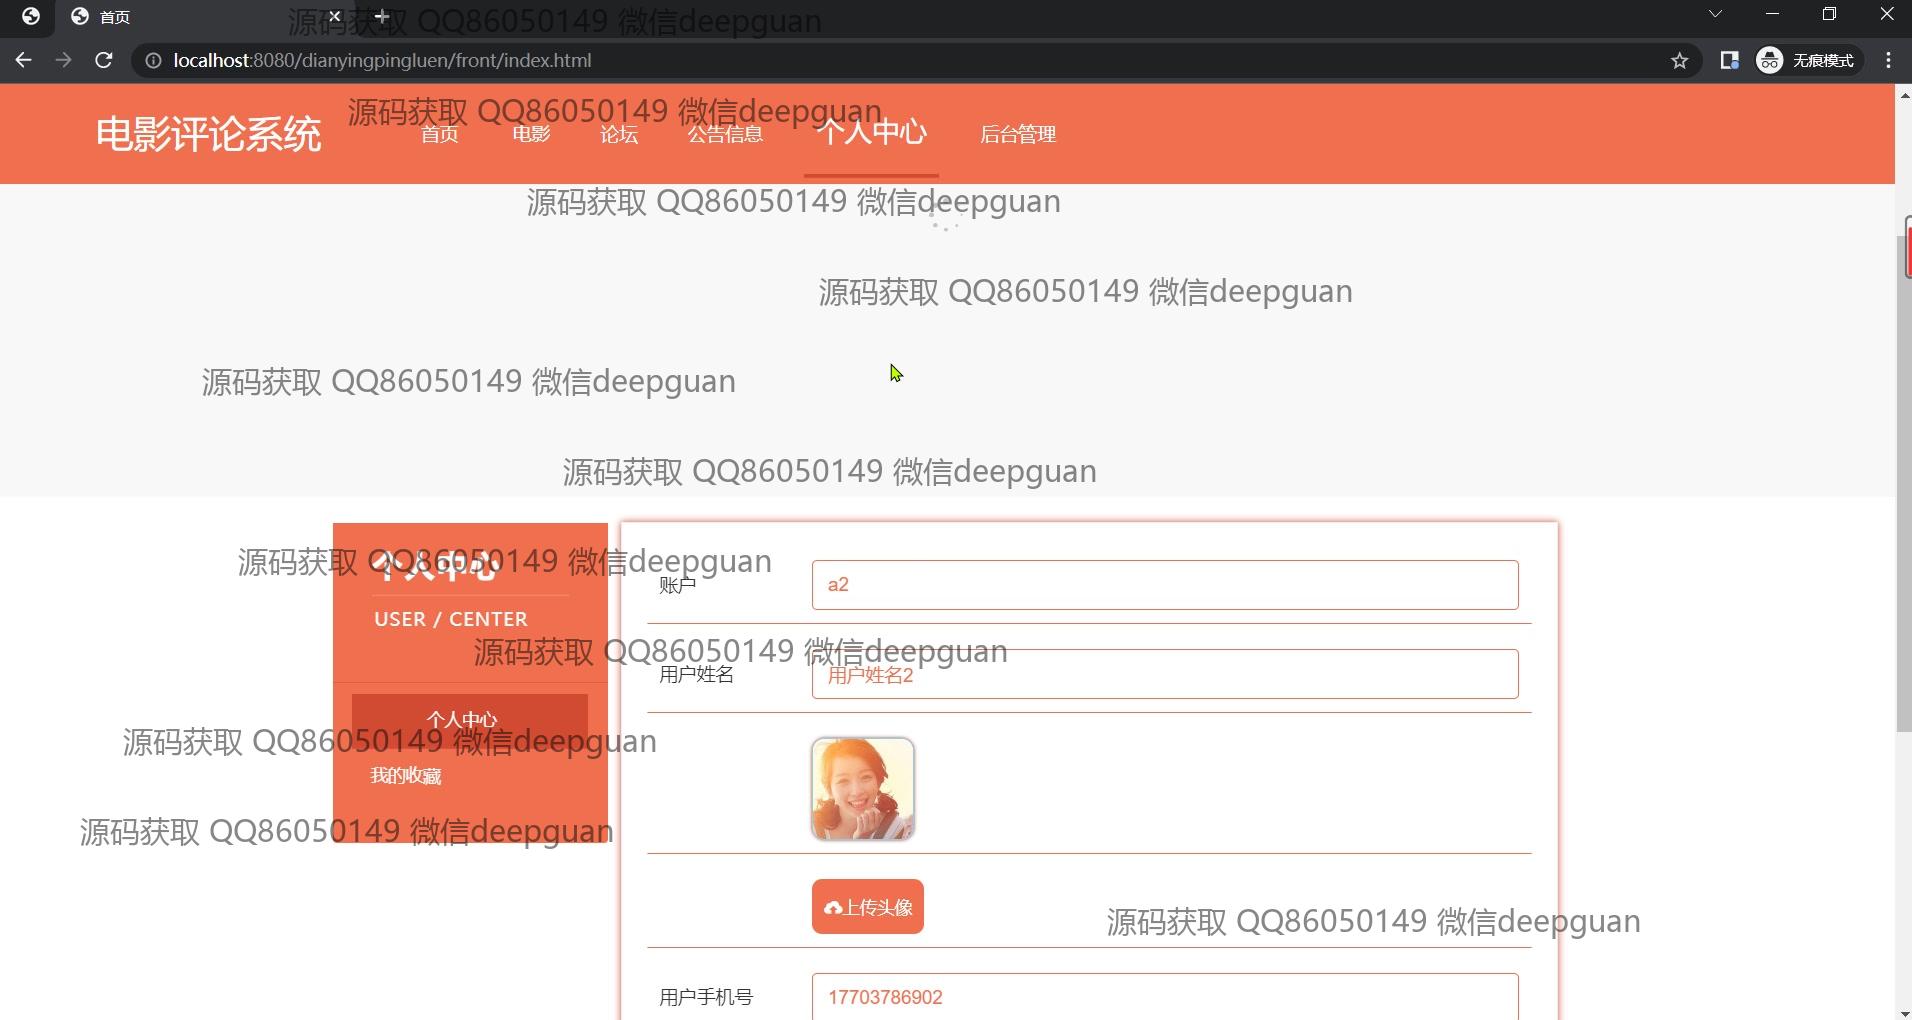 首页
源码获取 QQ86050149 微信deepguan
localhost:8080/dianyingpingluen/front/index.html
无痕模式
源码获取 QQ86050149 微信deepguan
电影评论系统
首页
电影
论坛
公告信息
个人中心
后台管理
源码获取 QQ86050149 微信deepguan
源码获取 QQ86050149 微信deepguan
源码获取 QQ86050149 微信deepguan
源码获取 QQ86050149 微信deepguan
源码获取 QQ86050149 微信deepguan
个人中心
USER / CENTER
账户
a2
源码获取 QQ86050149 微信deepguan
用户姓名
用户姓名2
个人中心
源码获取 QQ86050149 微信deepguan
我的收藏
源码获取 QQ86050149 微信deepguan
上传头像
源码获取 QQ86050149 微信deepguan
用户手机号
17703786902